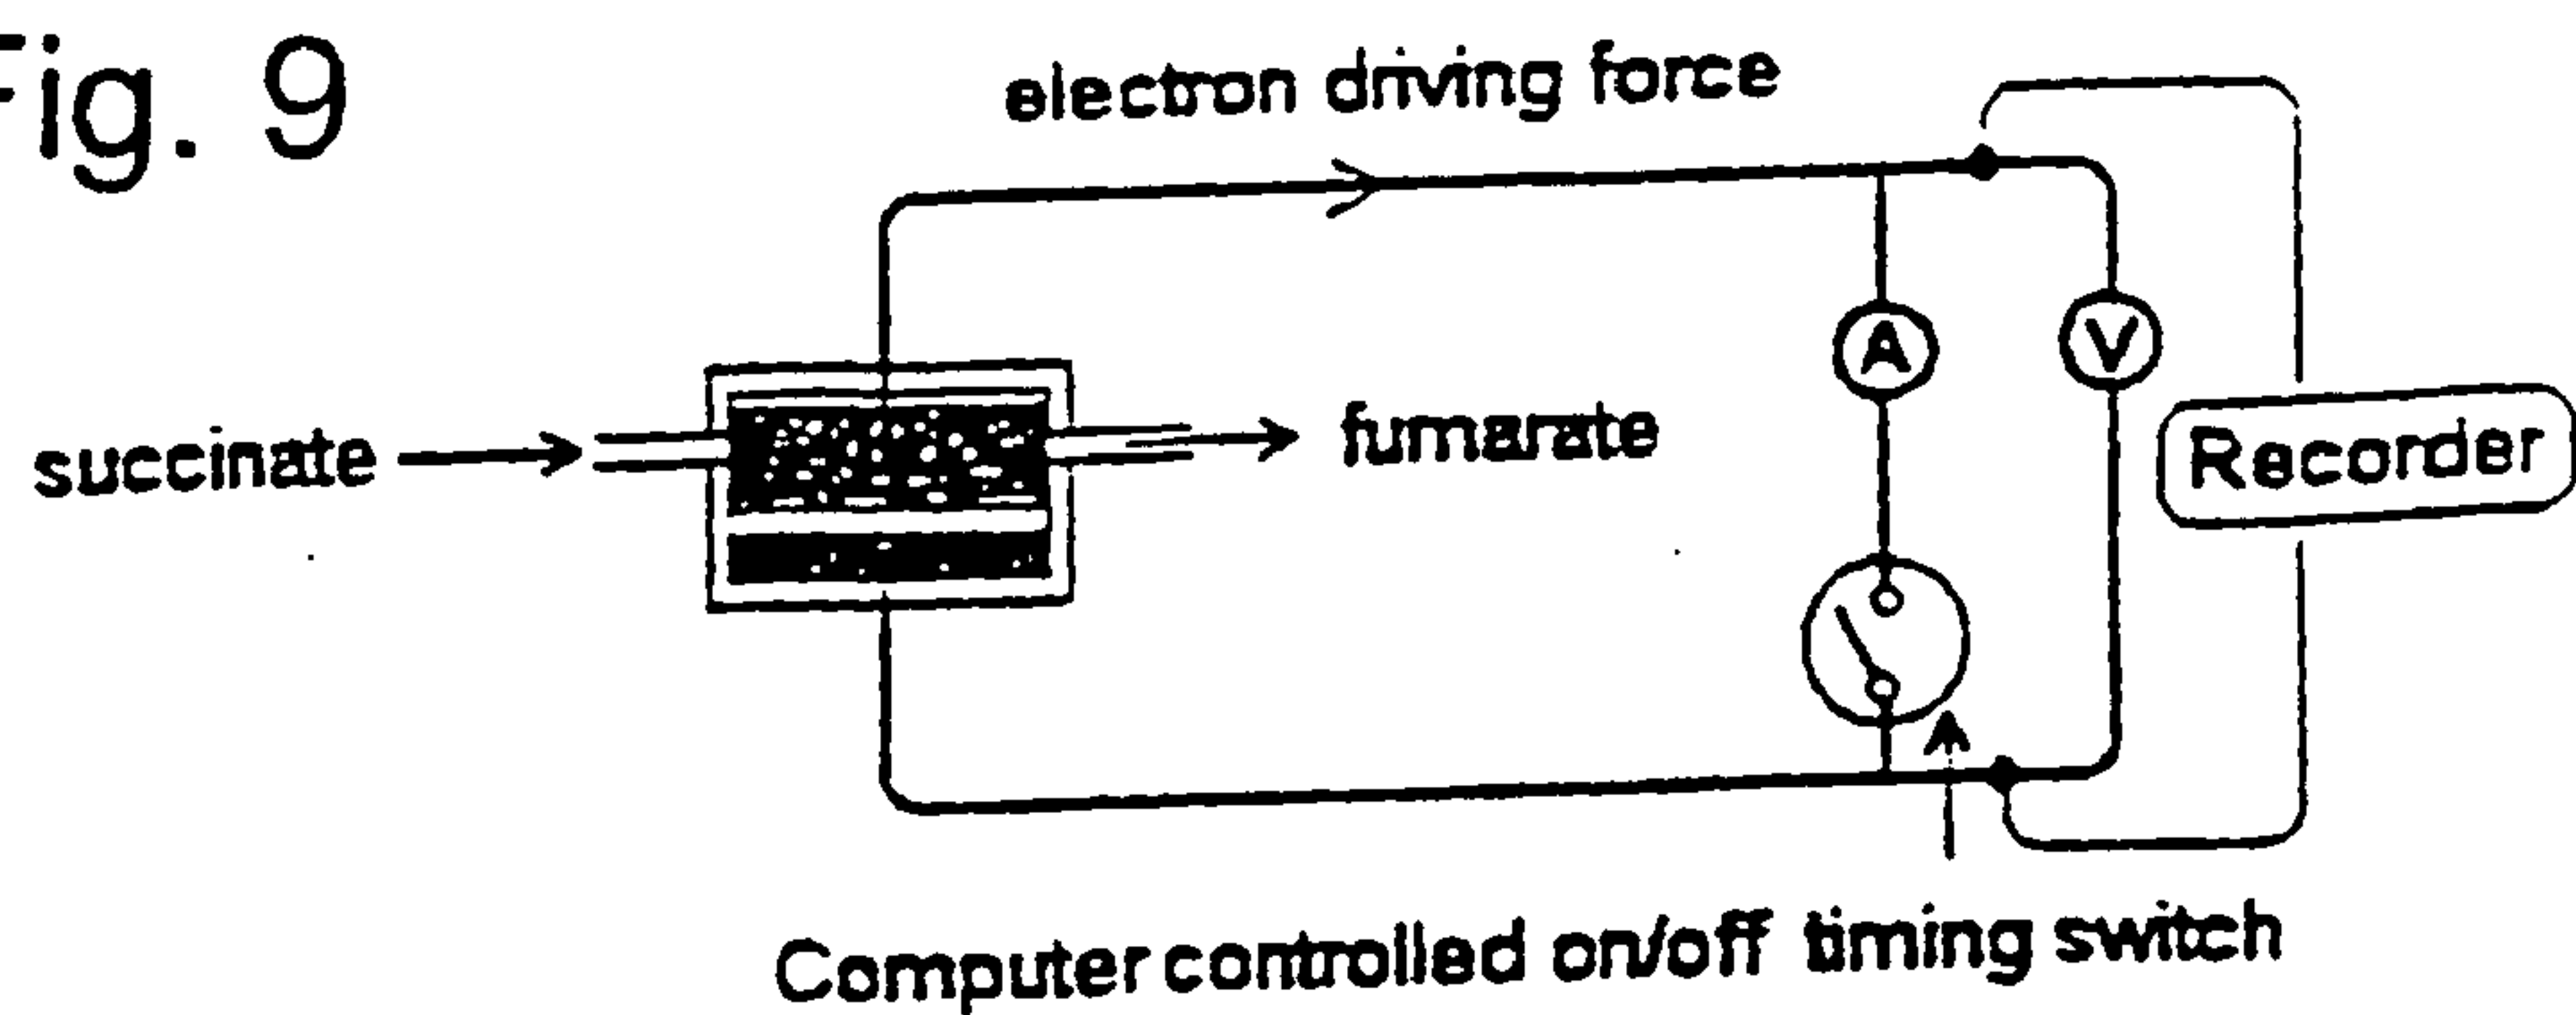 Fig. 9
electron driving force
A
V
succinate
fumarate
Recorder
Computer controlled on/off timing switch